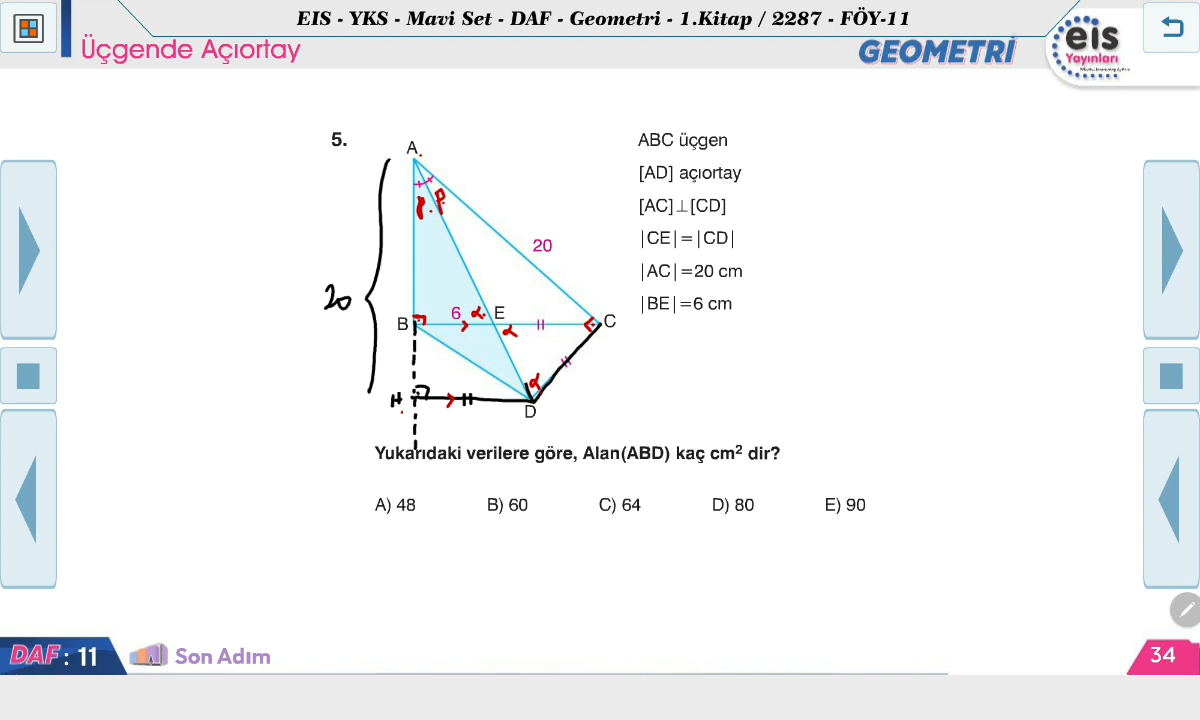 EIS - YKS - Mavi Set - DAF - Geometri - 1.Kitap / 2287 - FÖY-11
Üçgende Açıortay
GEOMETRİ
eis
Yayınları
5.
A
ABC üçgen
[AD] açıortay
[AC]⊥[CD]
|CE|=|CD|
|AC|=20 cm
|BE|=6 cm
β β
20
20
B 6 α E C
α
α
H
D
Yukarıdaki verilere göre, Alan(ABD) kaç cm² dir?
A) 48 B) 60 C) 64 D) 80 E) 90
DAF : 11
Son Adım
34